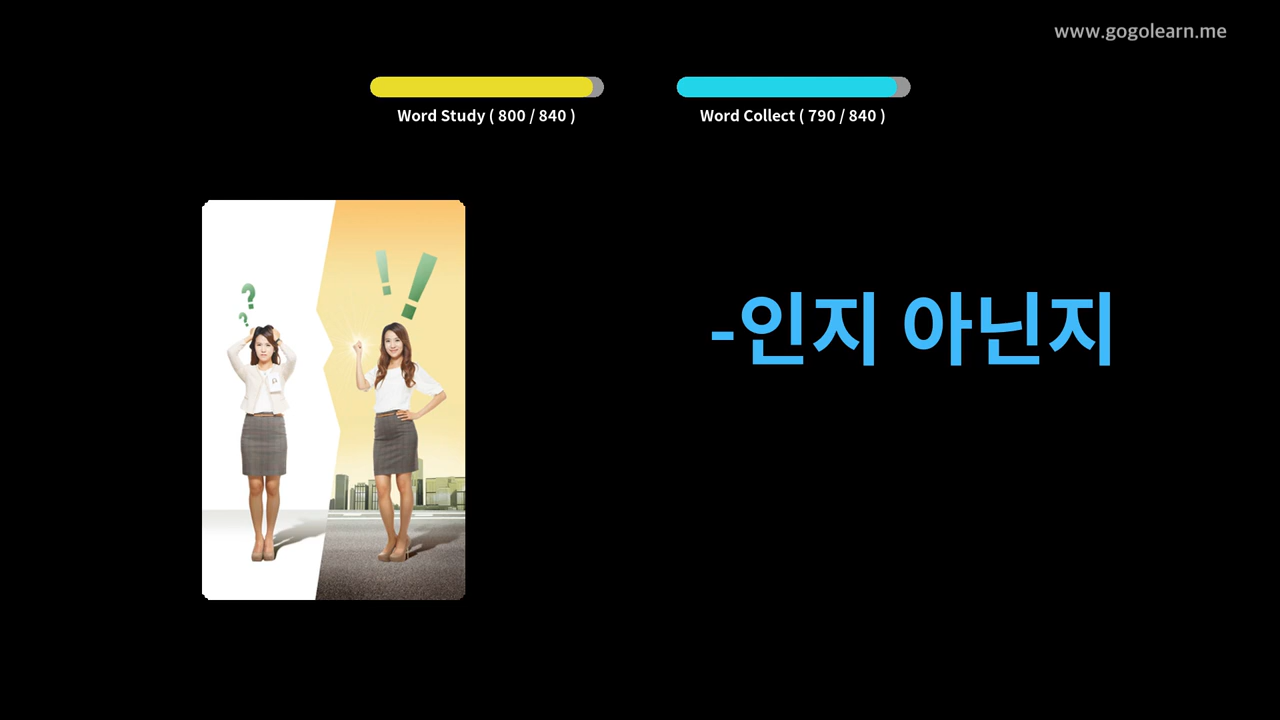 www.gogolearn.me
Word Study ( 800 / 840 )
Word Collect ( 790 / 840 )
? ?
! !
-인지 아닌지